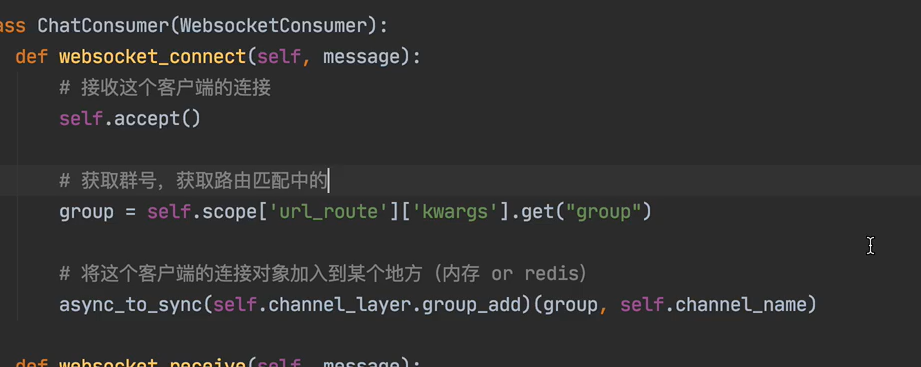 ass ChatConsumer(WebsocketConsumer):
def websocket_connect(self, message):
# 接收这个客户端的连接
self.accept()
# 获取群号，获取路由匹配中的
group = self.scope['url_route']['kwargs'].get("group")
# 将这个客户端的连接对象加入到某个地方（内存 or redis）
async_to_sync(self.channel_layer.group_add)(group, self.channel_name)
def websocket_receive(self, message):